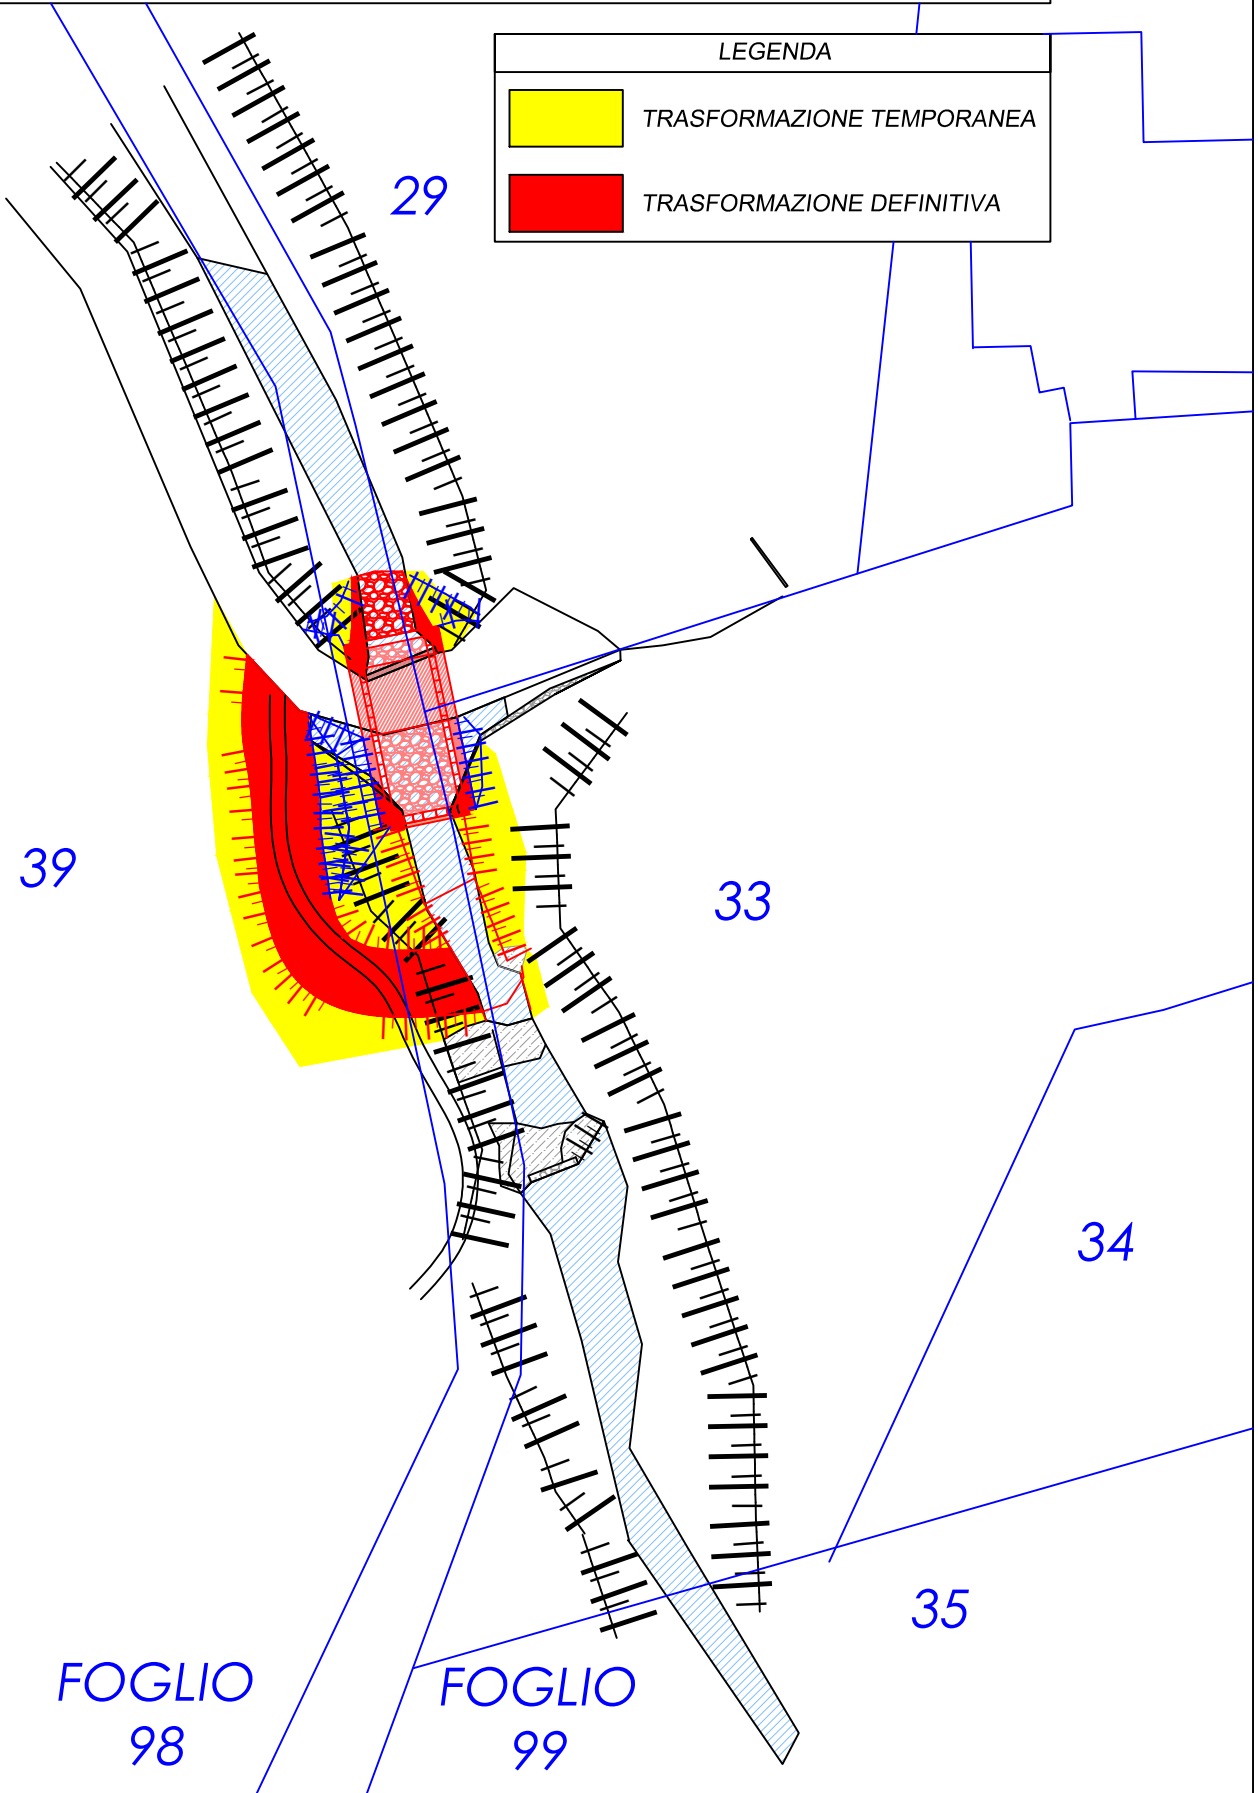 LEGENDA
TRASFORMAZIONE TEMPORANEA
TRASFORMAZIONE DEFINITIVA
29
39
33
34
35
FOGLIO
98
FOGLIO
99